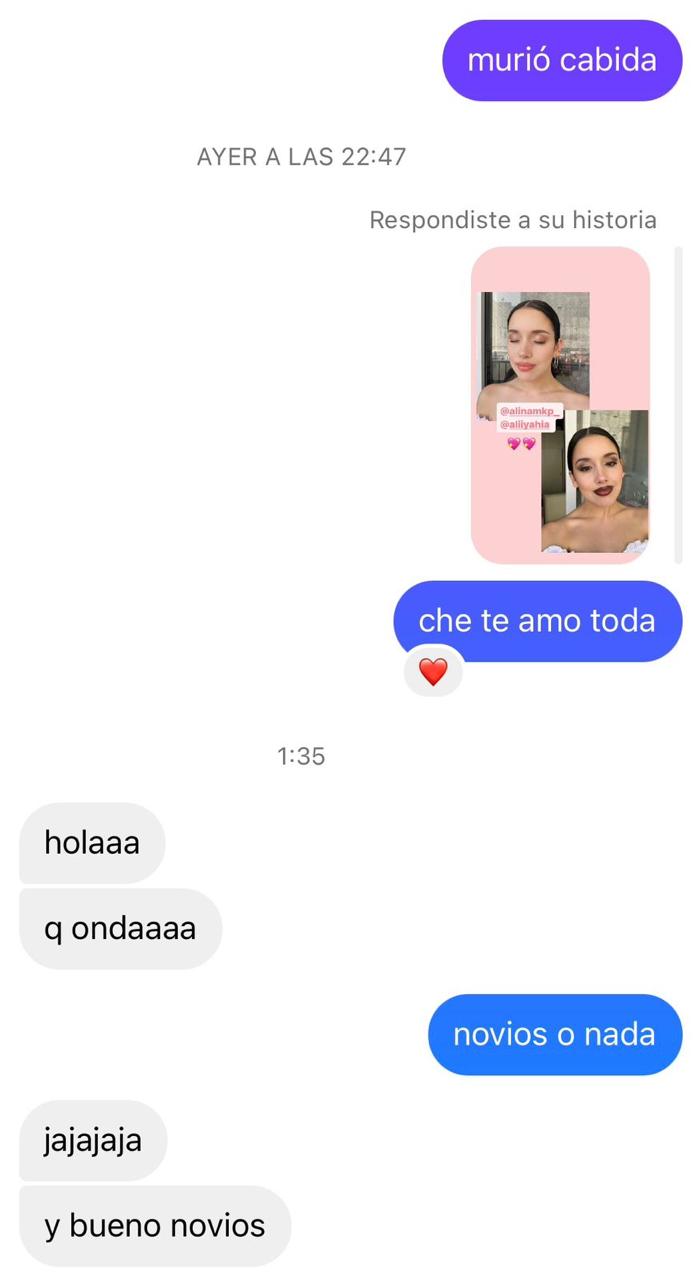 murió cabida
AYER A LAS 22:47
Respondiste a su historia
@alinamkp_
@aliiyahia
che te amo toda
1:35
holaaa
q ondaaaa
novios o nada
jajajaja
y bueno novios